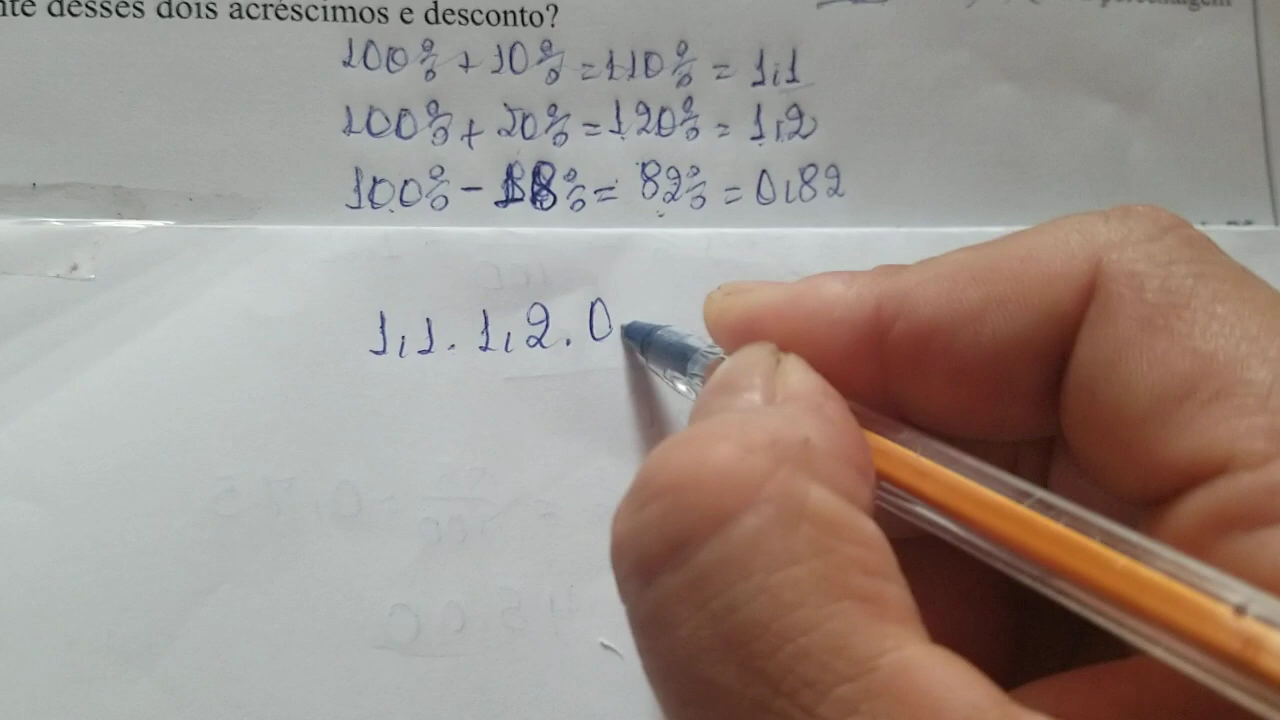 nte desses dois acréscimos e desconto?
100% + 10% = 110% = 1,1
100% + 20% = 120% = 1,2
100% - 18% = 82% = 0,82
1,1 . 1,2 . 0